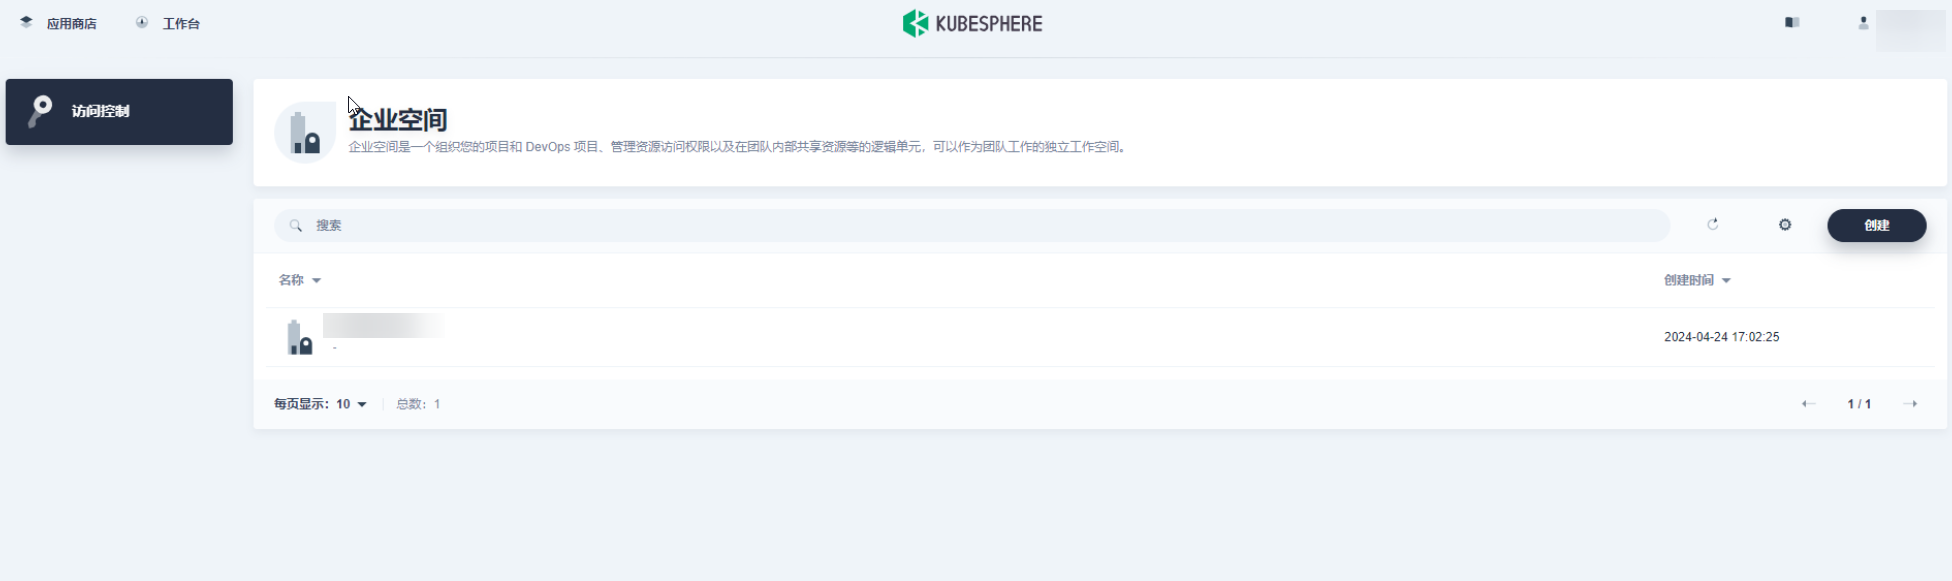 应用商店 工作台 KUBESPHERE
访问控制
企业空间
企业空间是一个组织您的项目和 DevOps 项目、管理资源访问权限以及在团队内部共享资源等的逻辑单元，可以作为团队工作的独立工作空间。
搜索 创建
名称 创建时间
-
2024-04-24 17:02:25
每页显示：10 总数：1 1 / 1